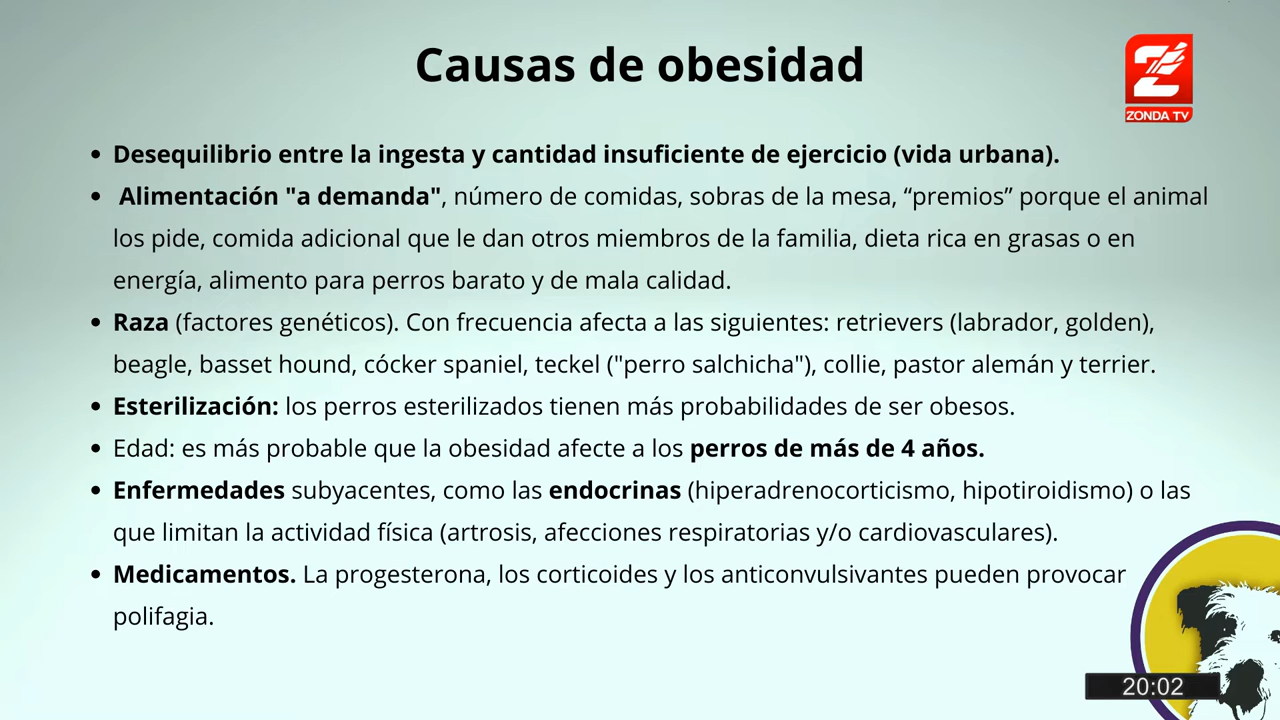 Causas de obesidad
ZONDA TV
• Desequilibrio entre la ingesta y cantidad insuficiente de ejercicio (vida urbana).
• Alimentación "a demanda", número de comidas, sobras de la mesa, “premios” porque el animal
los pide, comida adicional que le dan otros miembros de la familia, dieta rica en grasas o en
energía, alimento para perros barato y de mala calidad.
• Raza (factores genéticos). Con frecuencia afecta a las siguientes: retrievers (labrador, golden),
beagle, basset hound, cócker spaniel, teckel ("perro salchicha"), collie, pastor alemán y terrier.
• Esterilización: los perros esterilizados tienen más probabilidades de ser obesos.
• Edad: es más probable que la obesidad afecte a los perros de más de 4 años.
• Enfermedades subyacentes, como las endocrinas (hiperadrenocorticismo, hipotiroidismo) o las
que limitan la actividad física (artrosis, afecciones respiratorias y/o cardiovasculares).
• Medicamentos. La progesterona, los corticoides y los anticonvulsivantes pueden provocar
polifagia.
20:02